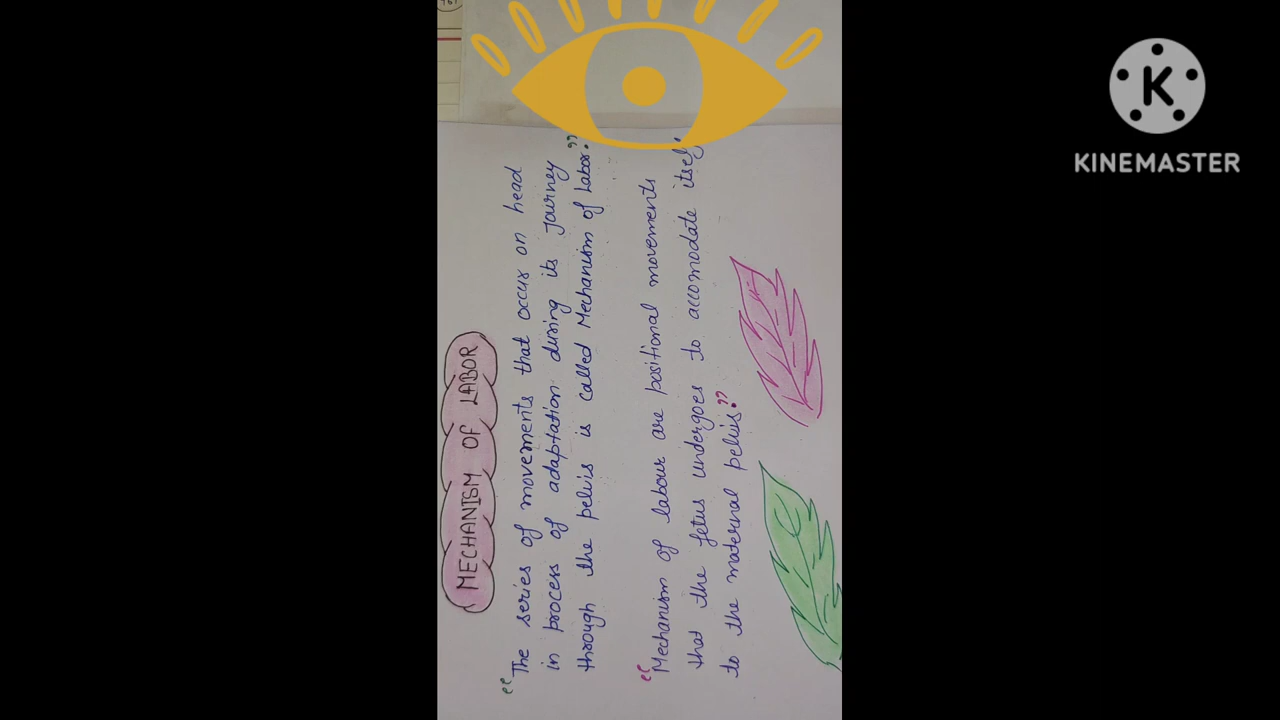 MECHANISM OF LABOR
"The series of movements that occur on head
in process of adaptation during its journey
through the pelvis is called Mechanism of Labor."
"Mechanism of labour are positional movements
that the fetus undergoes to accomodate itself
to the maternal pelvis"
K
KINEMASTER